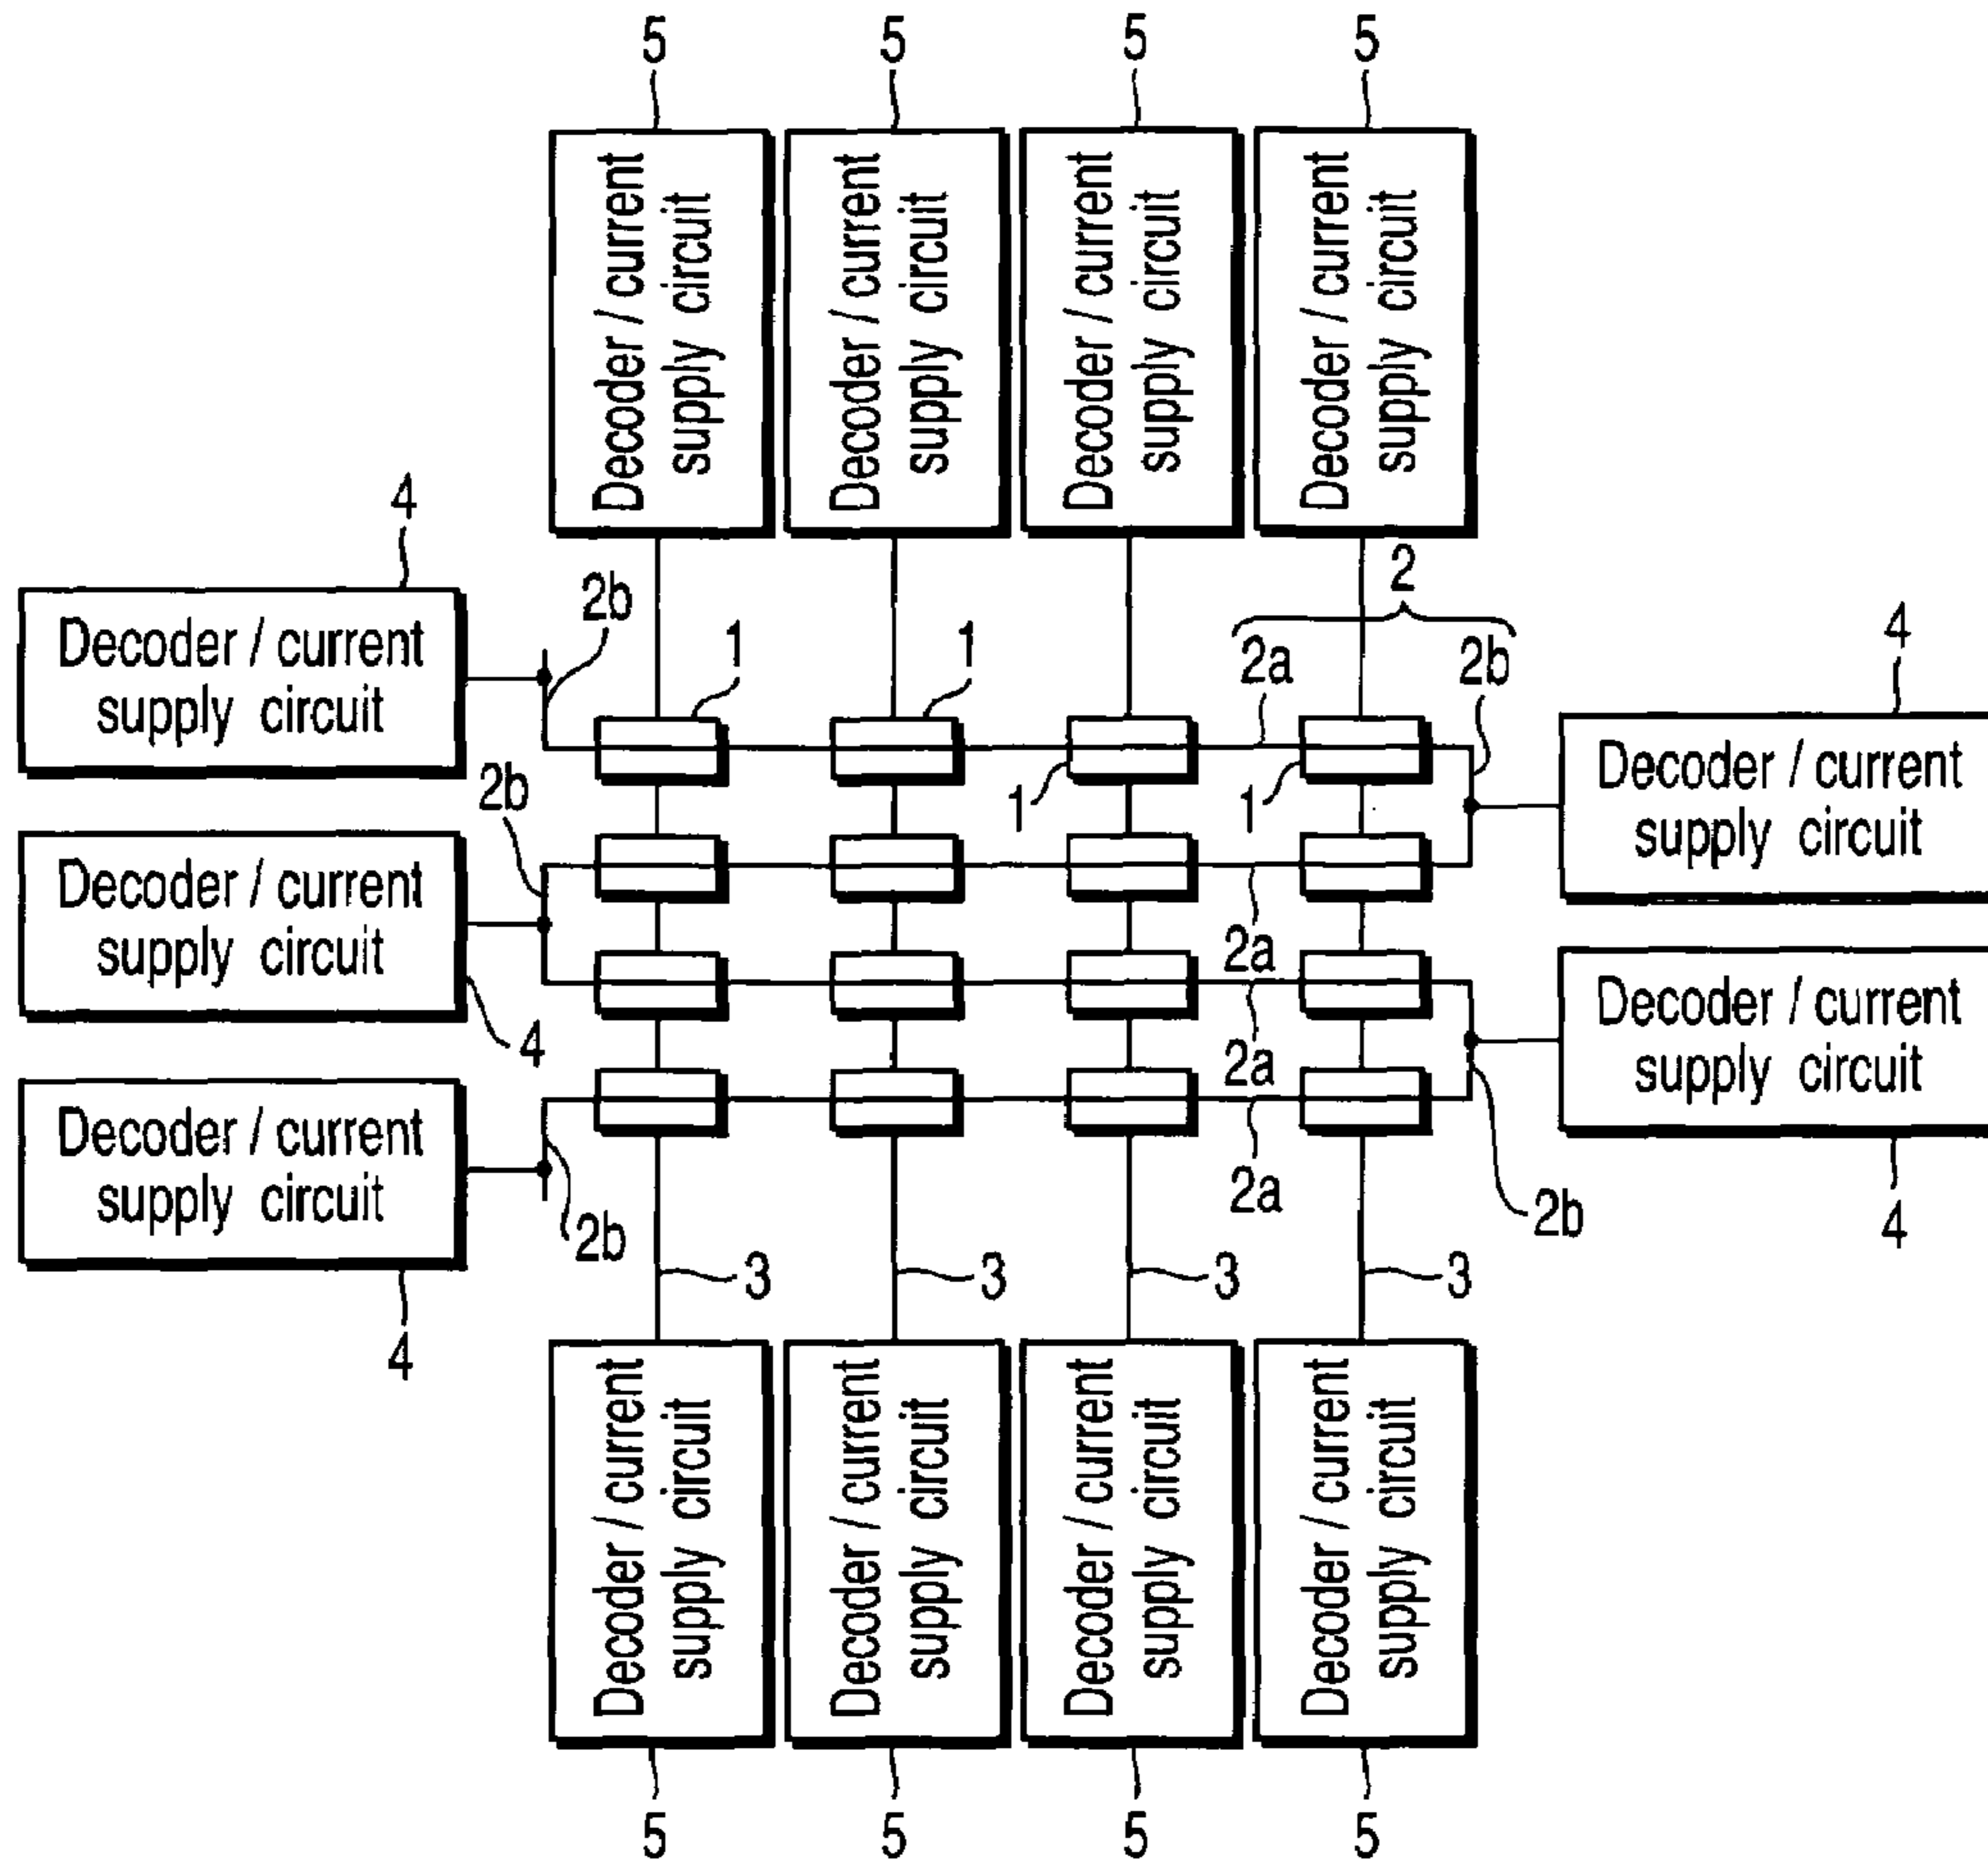 5 5 5 5
Decoder / current
supply circuit
Decoder / current
supply circuit
Decoder / current
supply circuit
Decoder / current
supply circuit
4
2b
2
Decoder / current
supply circuit
1
1
2a
2b
4
1
1
Decoder / current
supply circuit
2b
Decoder / current
supply circuit
2a
4
2a
Decoder / current
supply circuit
Decoder / current
supply circuit
2b
2a
2b
4
4
3 3 3 3
Decoder / current
supply circuit
Decoder / current
supply circuit
Decoder / current
supply circuit
Decoder / current
supply circuit
5 5 5 5